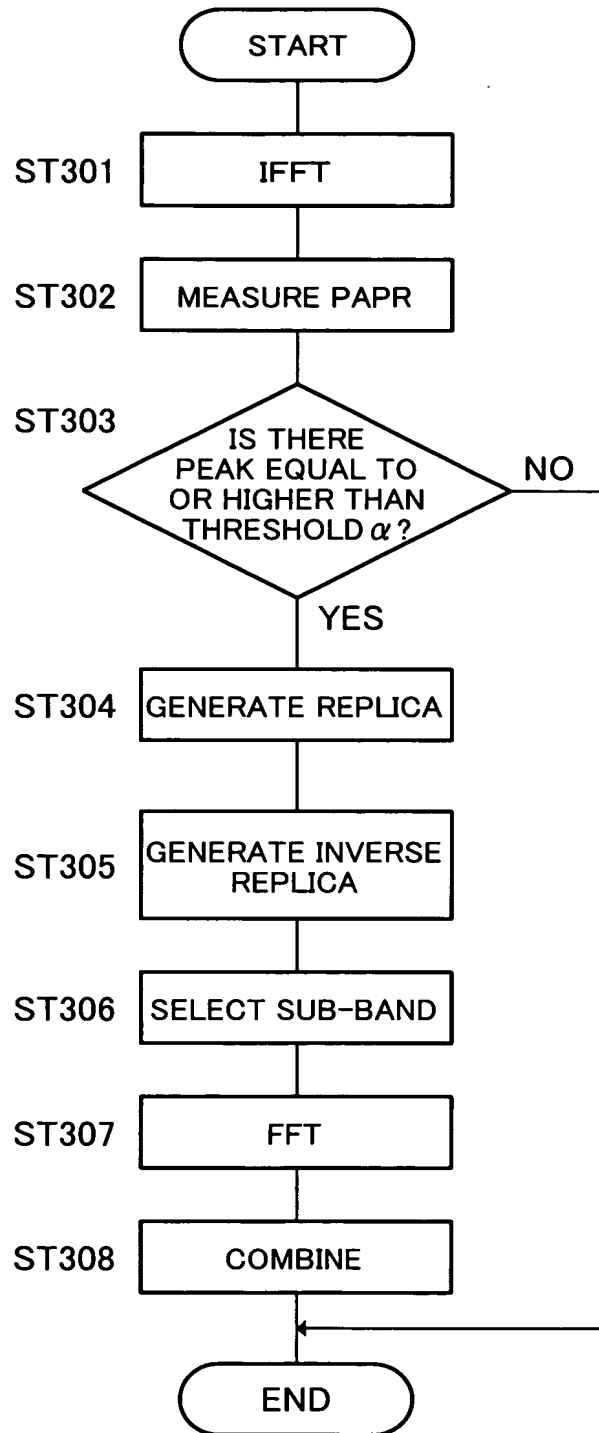 START
ST301
IFFT
ST302
MEASURE PAPR
ST303
IS THERE
PEAK EQUAL TO
OR HIGHER THAN
THRESHOLD α?
NO
YES
ST304
GENERATE REPLICA
ST305
GENERATE INVERSE
REPLICA
ST306
SELECT SUB-BAND
ST307
FFT
ST308
COMBINE
END